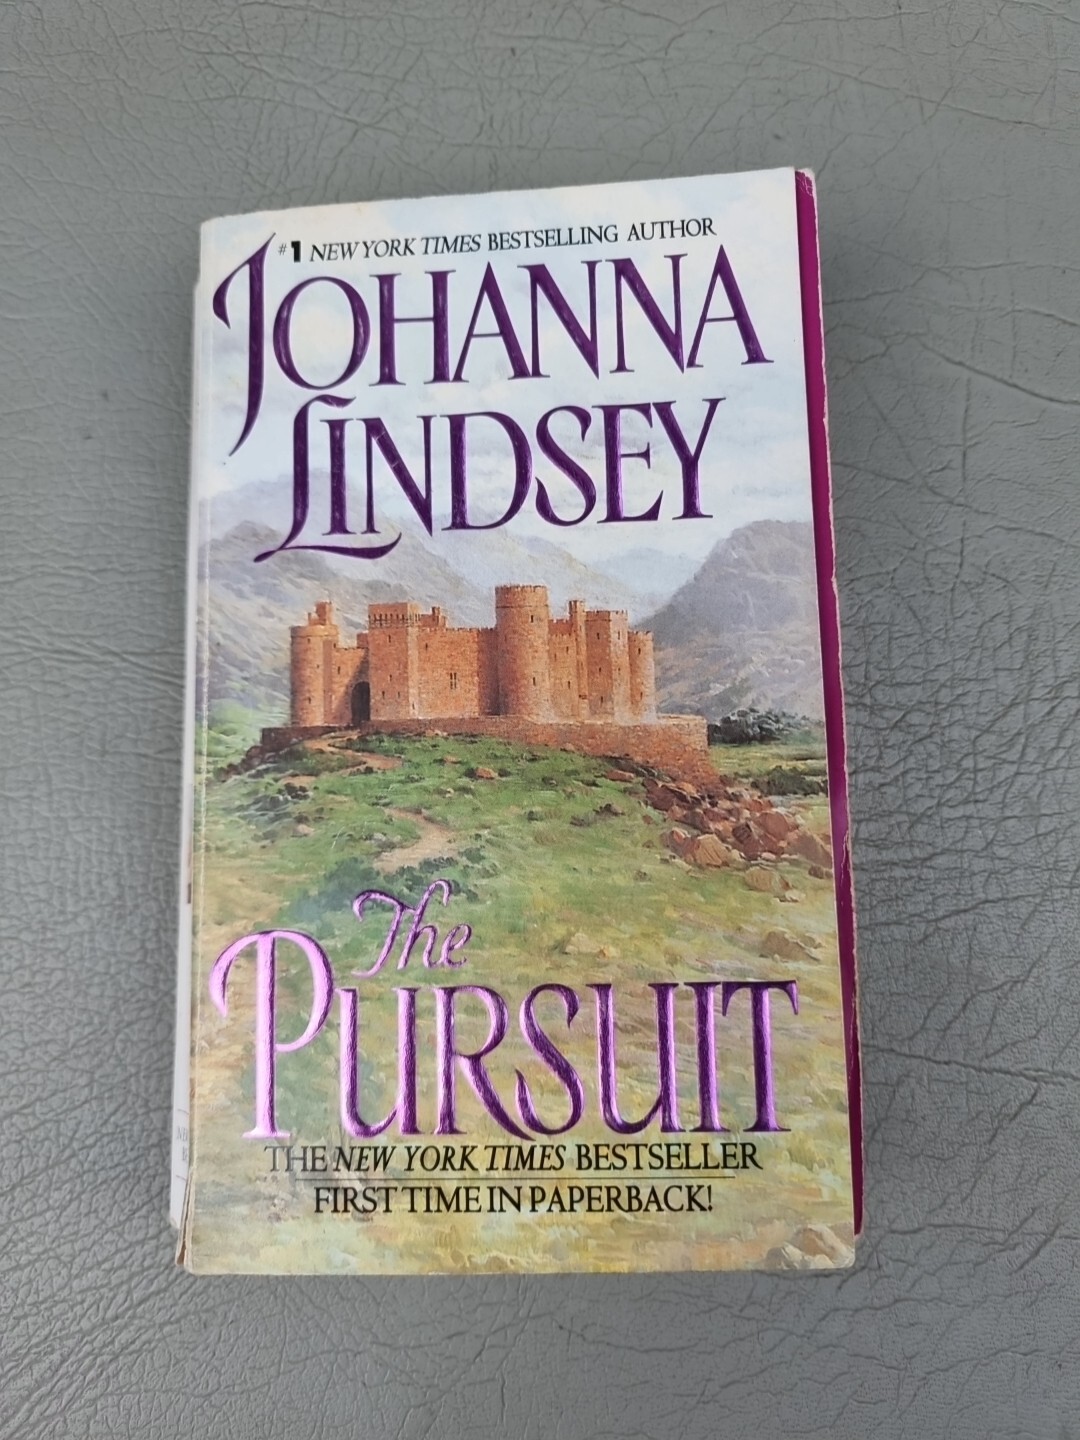 #1 NEW YORK TIMES BESTSELLING AUTHOR
JOHANNA
LINDSEY
The
PURSUIT
THE NEW YORK TIMES BESTSELLER
FIRST TIME IN PAPERBACK!